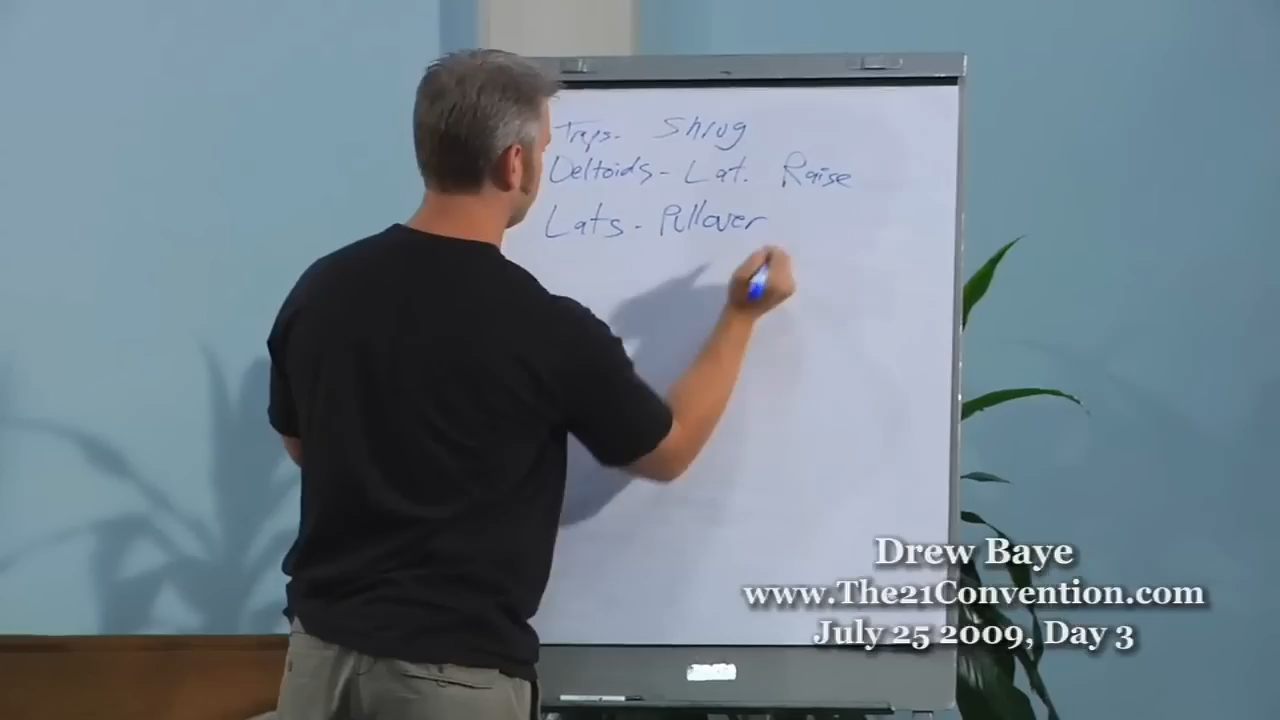 Traps- Shrug
Deltoids- Lat. Raise
Lats- Pullover
Drew Baye
www.The21Convention.com
July 25 2009, Day 3